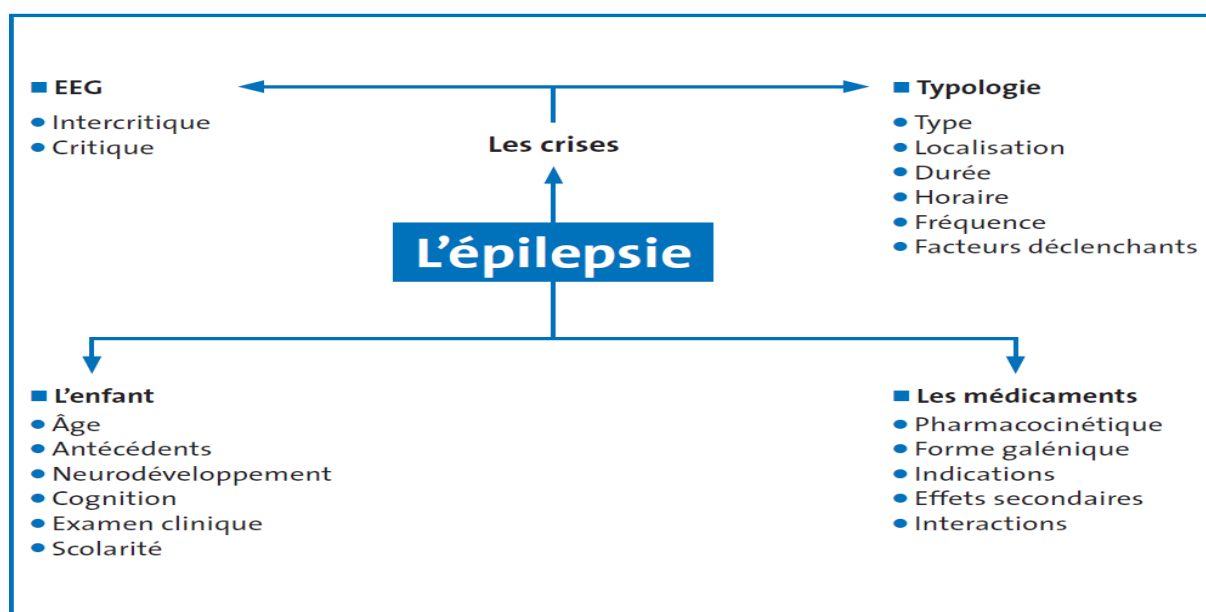 EEG
Intercritique
Critique
Les crises
Typologie
Type
Localisation
Durée
Horaire
Fréquence
Facteurs déclenchants
L'épilepsie
L'enfant
Âge
Antécédents
Neurodéveloppement
Cognition
Examen clinique
Scolarité
Les médicaments
Pharmacocinétique
Forme galénique
Indications
Effets secondaires
Interactions